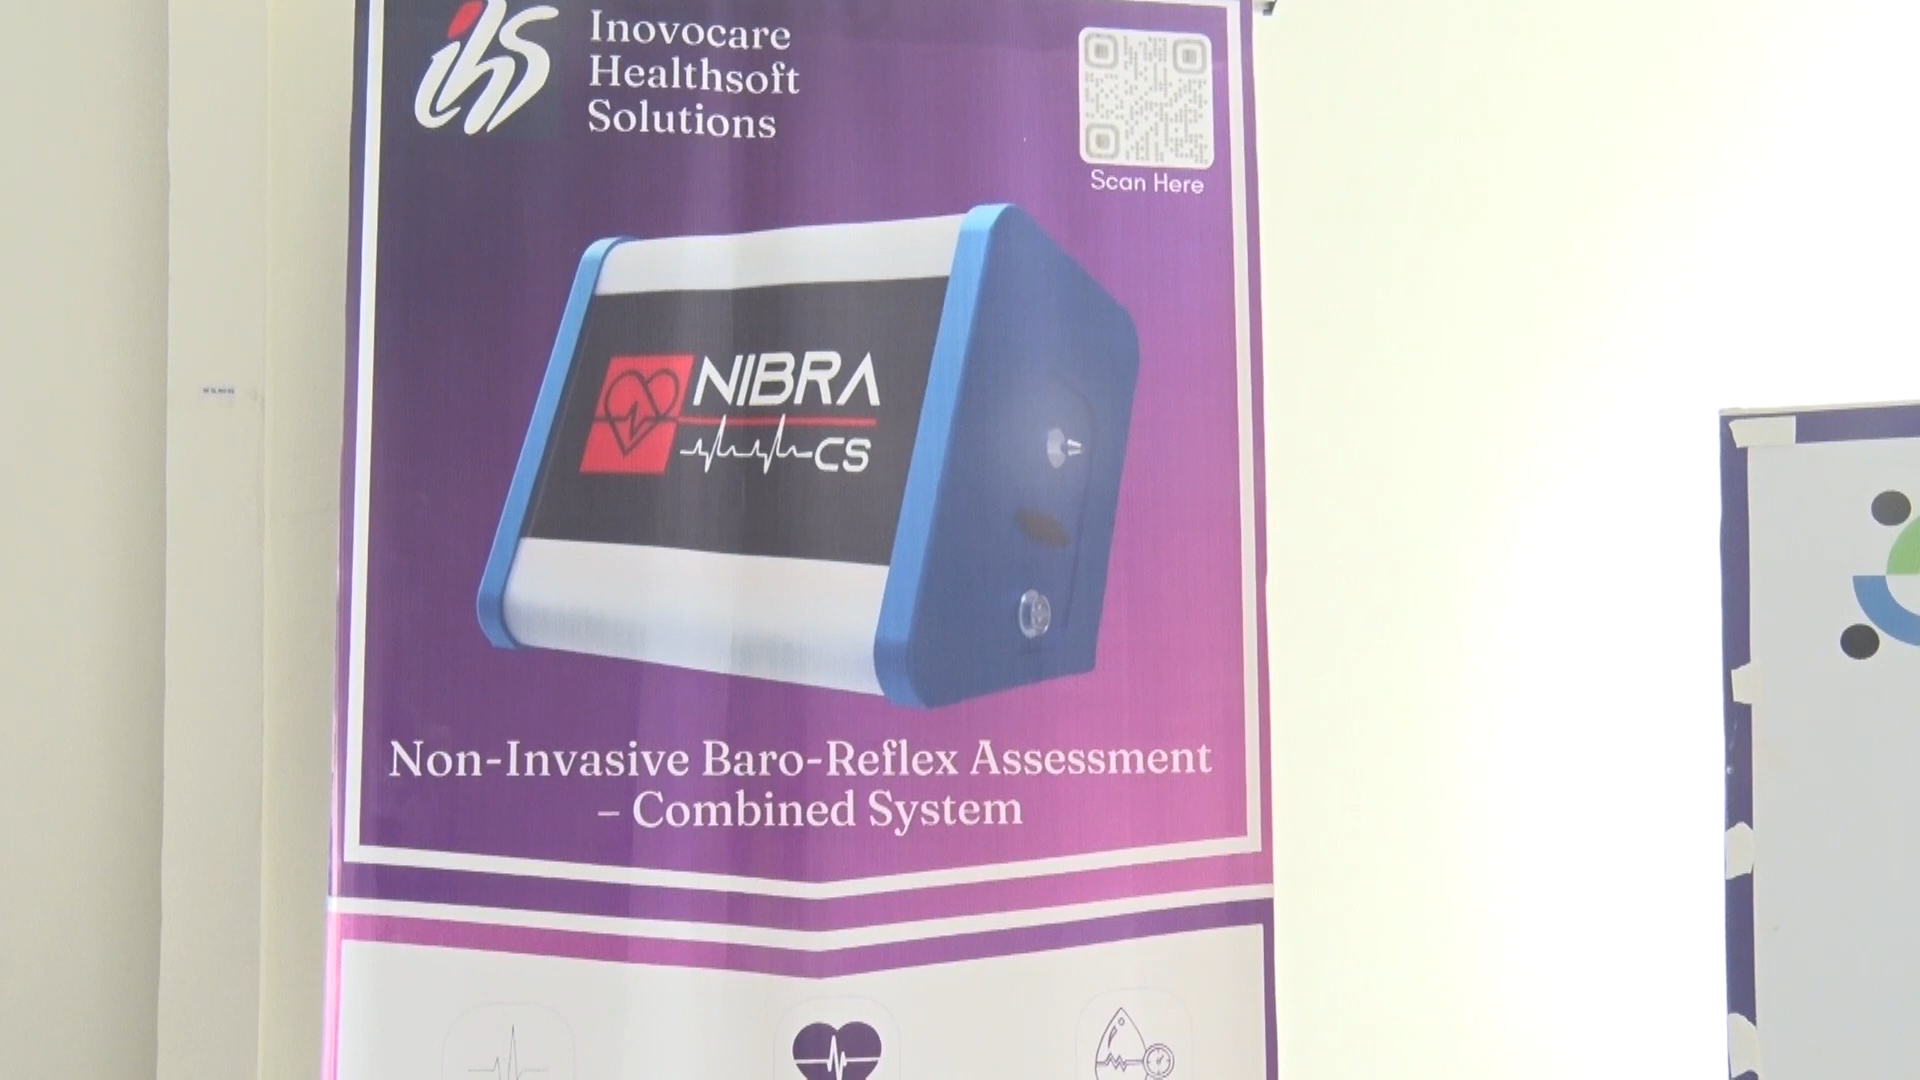 ihs
Inovocare
Healthsoft
Solutions
Scan Here
NIBRA
CS
Non-Invasive Baro-Reflex Assessment
– Combined System